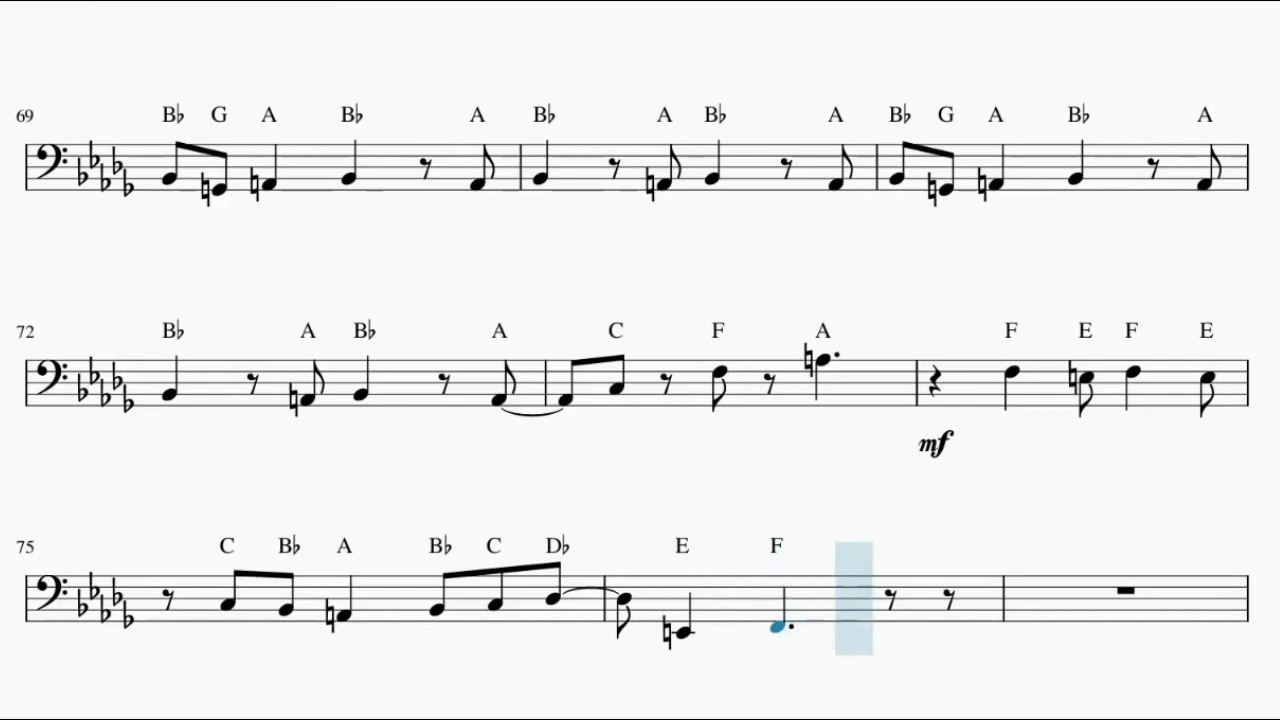 69 B♭ G A B♭ A B♭ A B♭ A B♭ G A B♭ A
72 B♭ A B♭ A C F A F E F E
mf
75 C B♭ A B♭ C D♭ E F